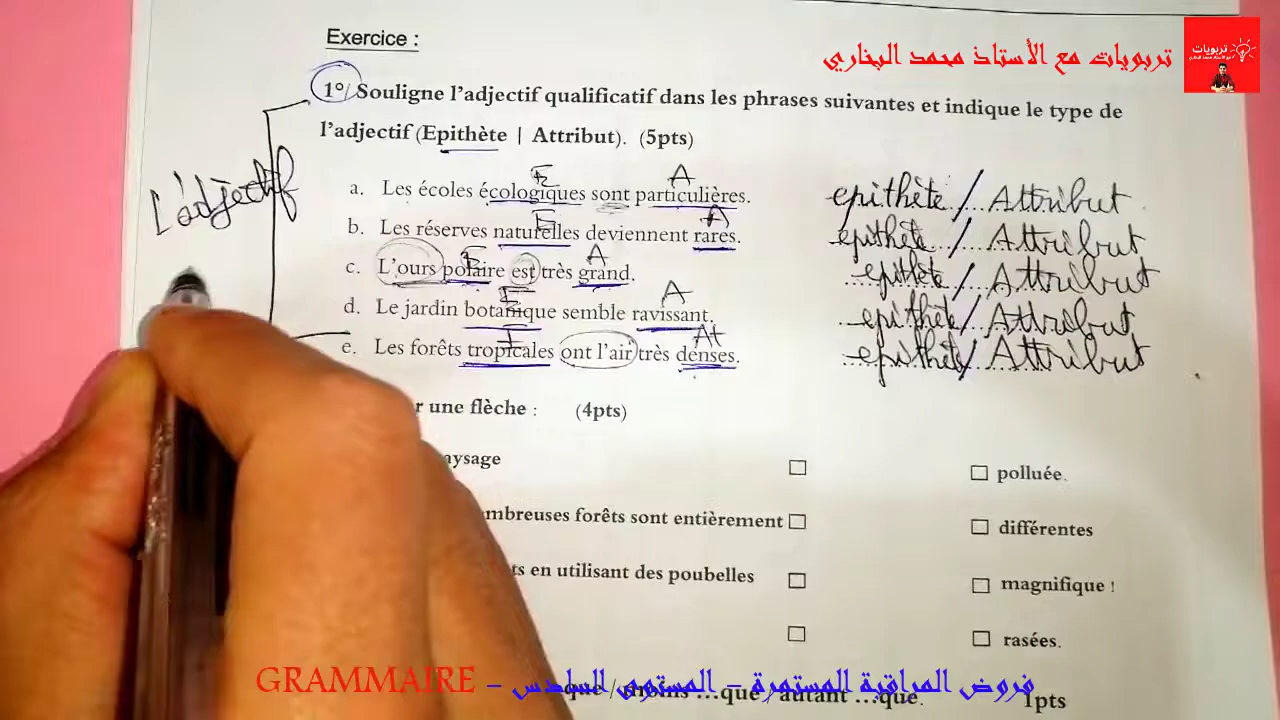 Exercice :
تربويات مع الأستاذ محمد البخاري
تربويات
1°/ Souligne l'adjectif qualificatif dans les phrases suivantes et indique le type de
l'adjectif (Epithète | Attribut). (5pts)
L'adjectif
E A
a. Les écoles écologiques sont particulières. epithète / Attribut
E A
b. Les réserves naturelles deviennent rares. epithète / Attribut
E A
c. L'ours polaire est très grand. epithète / Attribut
E A
d. Le jardin botanique semble ravissant. epithète / Attribut
At
e. Les forêts tropicales ont l'air très denses. epithète / Attribut
une flèche : (4pts)
polluée.
mbreuses forêts sont entièrement différentes
en utilisant des poubelles magnifique !
rasées.
GRAMMAIRE – فروض المراقبة المستمرة – المستوى السادس
…que / autant …que. 1pts